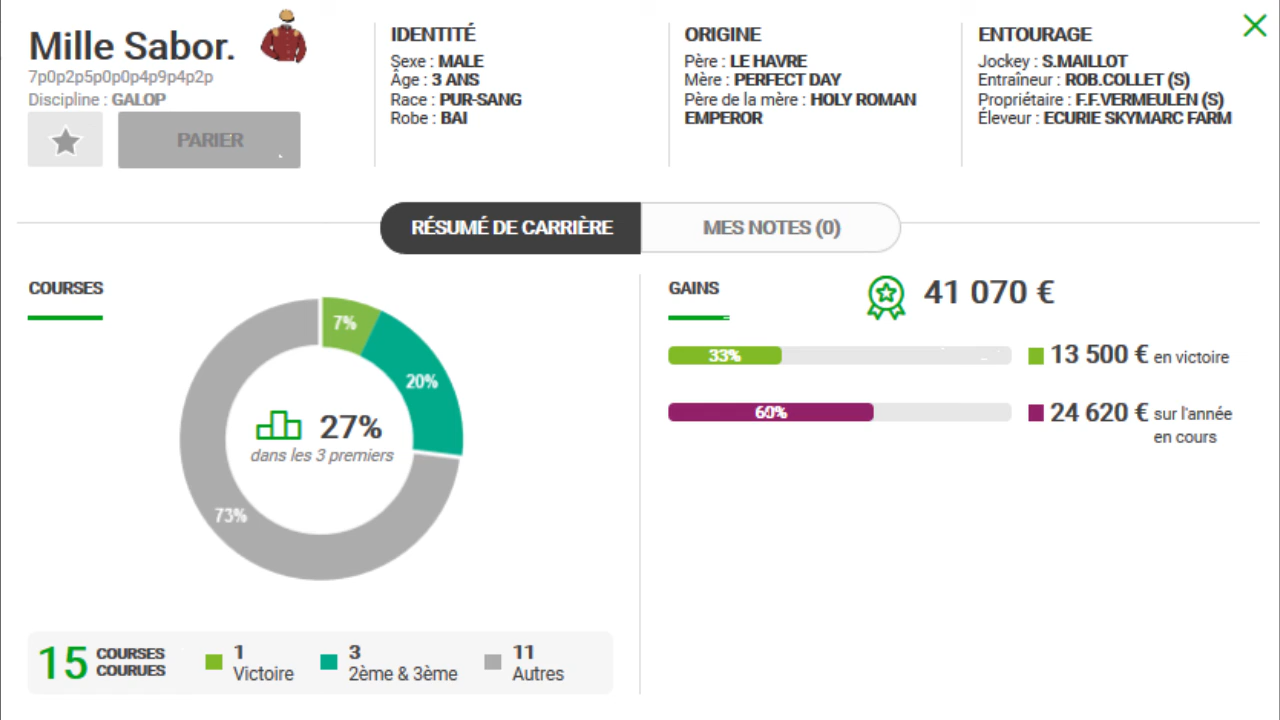 Mille Sabor.
7p0p2p5p0p0p4p9p4p2p
Discipline : GALOP
PARIER
IDENTITÉ
Sexe : MALE
Âge : 3 ANS
Race : PUR-SANG
Robe : BAI
ORIGINE
Père : LE HAVRE
Mère : PERFECT DAY
Père de la mère : HOLY ROMAN
EMPEROR
ENTOURAGE
Jockey : S.MAILLOT
Entraîneur : ROB.COLLET (S)
Propriétaire : F.F.VERMEULEN (S)
Éleveur : ECURIE SKYMARC FARM
RÉSUMÉ DE CARRIÈRE
MES NOTES (0)
COURSES
7%
20%
27%
dans les 3 premiers
73%
15 COURSES
COURUES
1
Victoire
3
2ème & 3ème
11
Autres
GAINS
41 070 €
33%
13 500 € en victoire
60%
24 620 € sur l'année
en cours